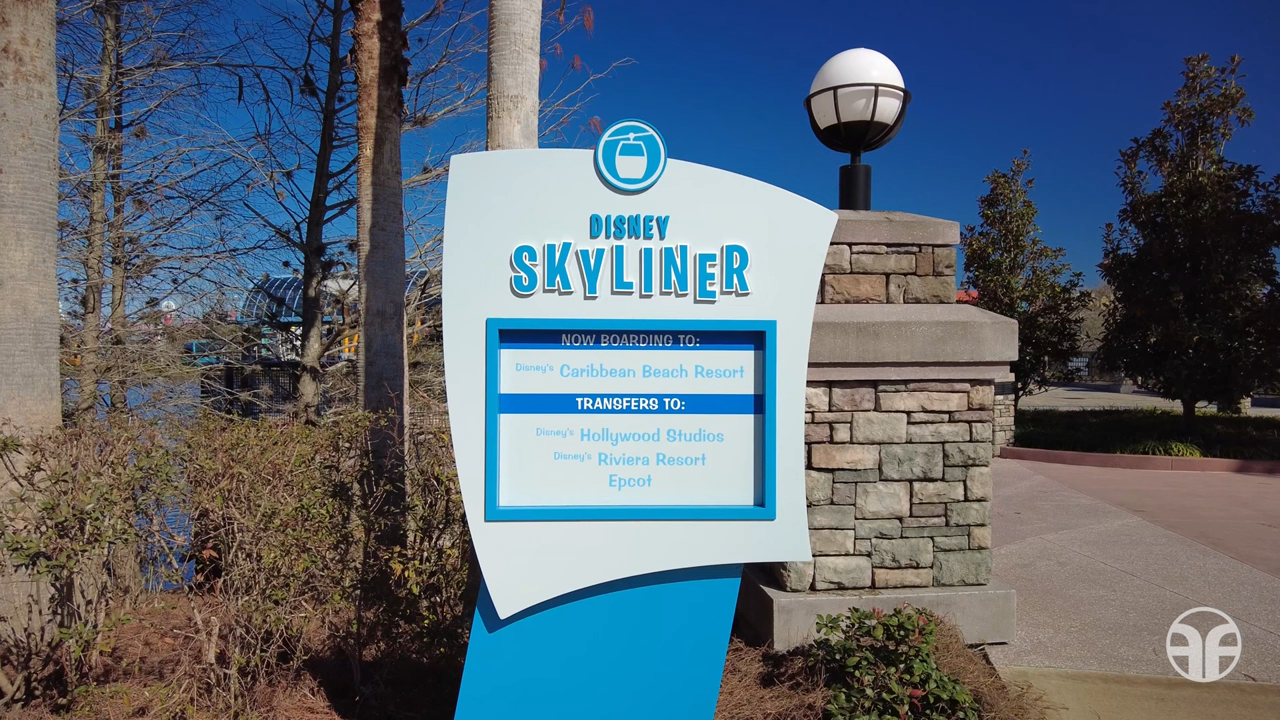 DISNEY
SKYLINER
NOW BOARDING TO:
Disney's Caribbean Beach Resort
TRANSFERS TO:
Disney's Hollywood Studios
Disney's Riviera Resort
Epcot